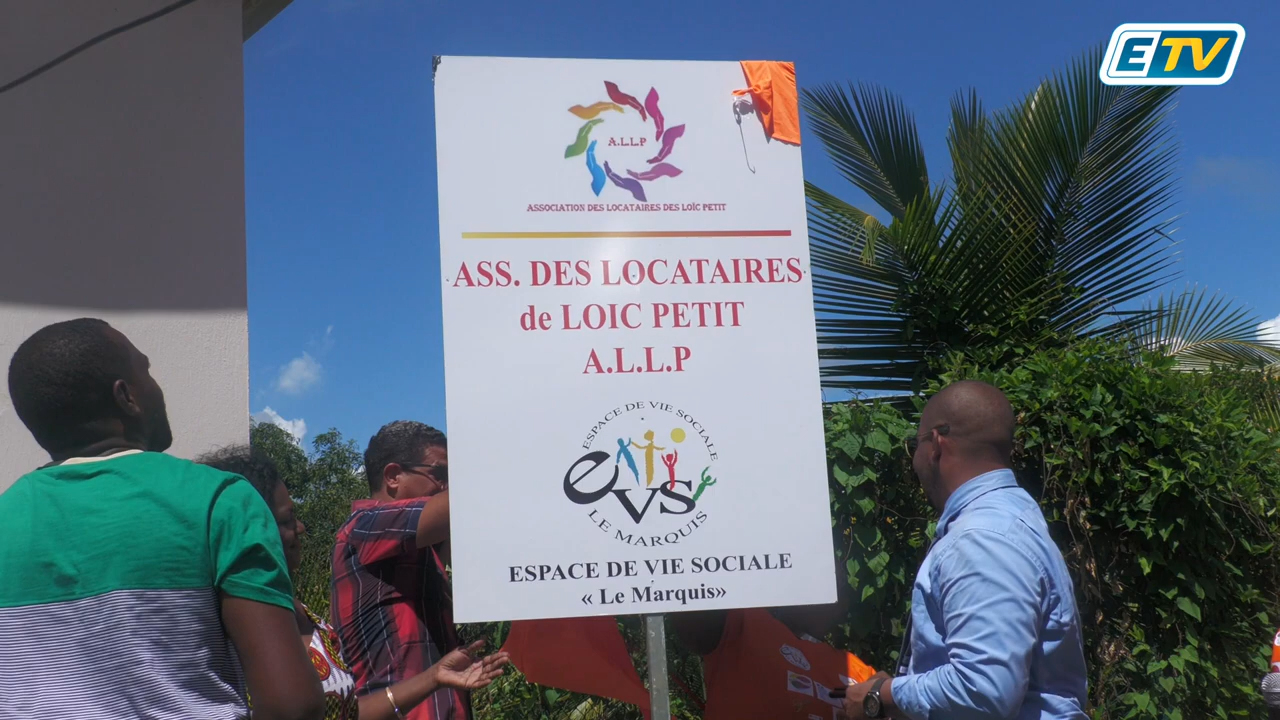 ETV
A.L.L.P
ASSOCIATION DES LOCATAIRES DES LOÏC PETIT
ASS. DES LOCATAIRES
de LOIC PETIT
A.L.L.P
ESPACE DE VIE SOCIALE
evs
LE MARQUIS
ESPACE DE VIE SOCIALE
« Le Marquis»